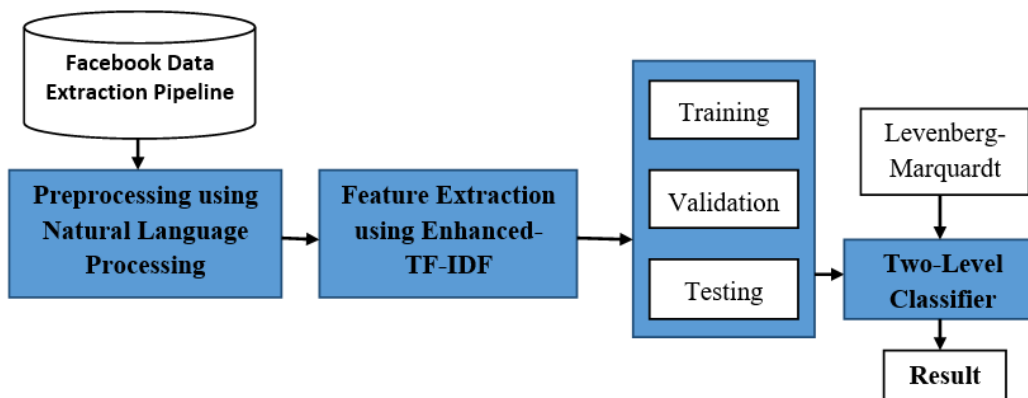 Facebook Data
Extraction Pipeline
Preprocessing using
Natural Language
Processing
Feature Extraction
using Enhanced-
TF-IDF
Training
Validation
Testing
Levenberg-
Marquardt
Two-Level
Classifier
Result